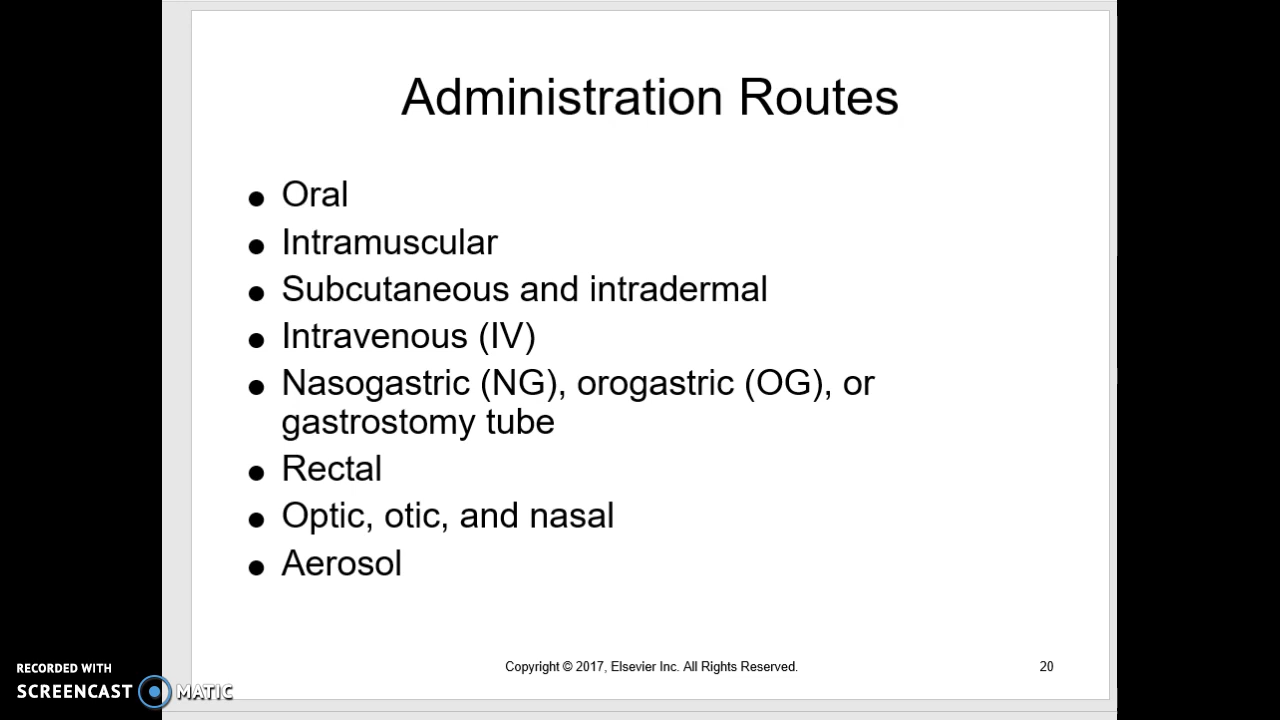 Administration Routes
● Oral
● Intramuscular
● Subcutaneous and intradermal
● Intravenous (IV)
● Nasogastric (NG), orogastric (OG), or
gastrostomy tube
● Rectal
● Optic, otic, and nasal
● Aerosol
Copyright © 2017, Elsevier Inc. All Rights Reserved.
20
RECORDED WITH
SCREENCAST MATIC